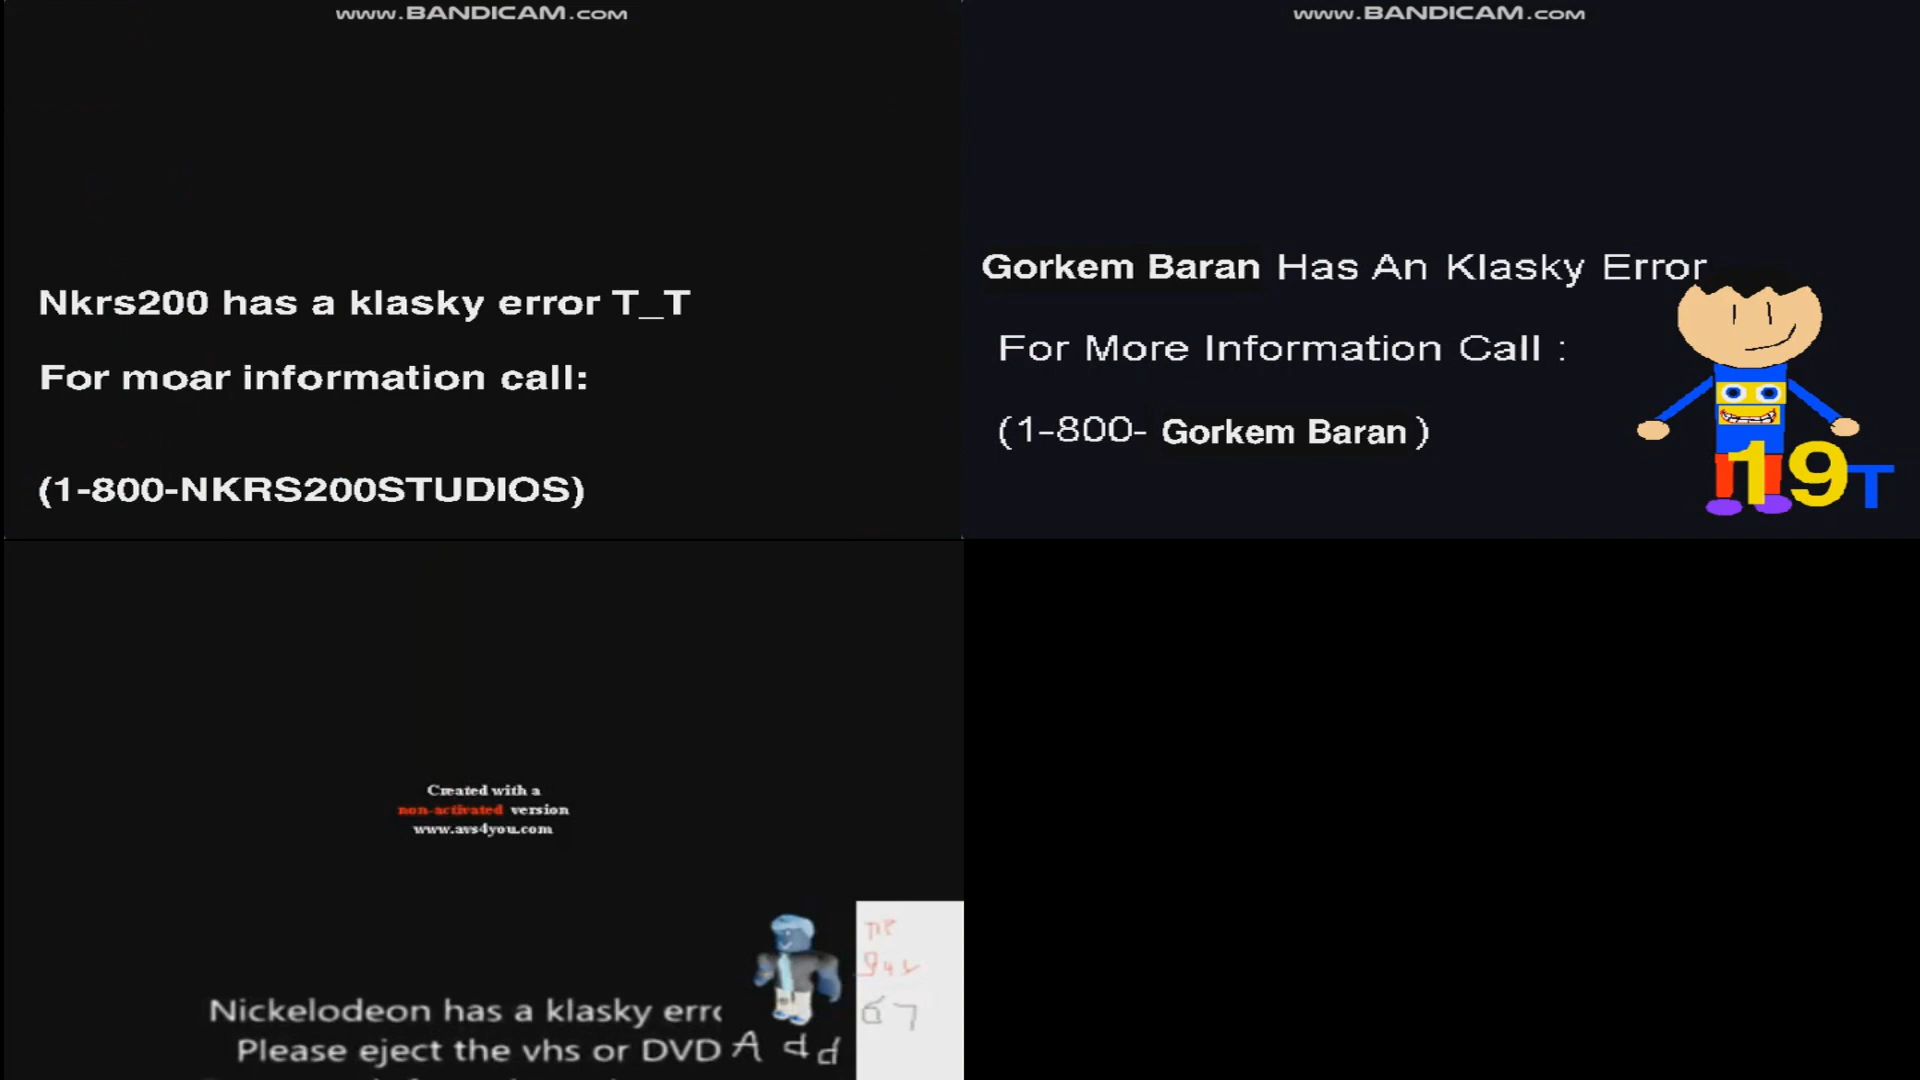 www.BANDICAM.com
Nkrs200 has a klasky error T_T
For moar information call:
(1-800-NKRS200STUDIOS)
www.BANDICAM.com
Gorkem Baran Has An Klasky Error
For More Information Call :
(1-800- Gorkem Baran )
19T
Created with a
non-activated version
www.avs4you.com
Nickelodeon has a klasky erro
Please eject the vhs or DVD
A d d
67